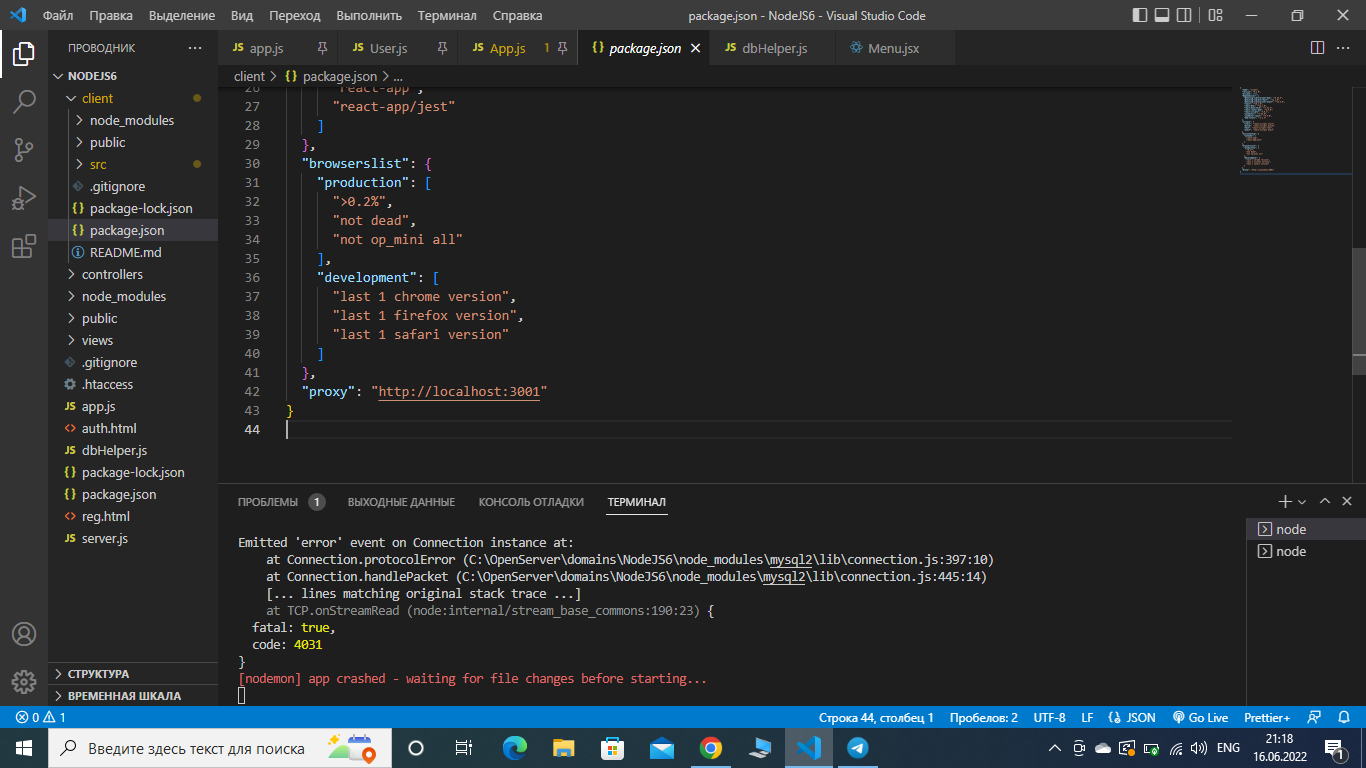 Файл Правка Выделение Вид Переход Выполнить Терминал Справка package.json - NodeJS6 - Visual Studio Code
ПРОВОДНИК ...
JS app.js JS User.js JS App.js 1 {} package.json JS dbHelper.js Menu.jsx
client > {} package.json > ...
NODEJS6
client
node_modules
public
src
.gitignore
{} package-lock.json
{} package.json
README.md
controllers
node_modules
public
views
.gitignore
.htaccess
JS app.js
<> auth.html
JS dbHelper.js
{} package-lock.json
{} package.json
<> reg.html
JS server.js
СТРУКТУРА
ВРЕМЕННАЯ ШКАЛА
26 "react-app",
27 "react-app/jest"
28 ]
29 },
30 "browserslist": {
31 "production": [
32 ">0.2%",
33 "not dead",
34 "not op_mini all"
35 ],
36 "development": [
37 "last 1 chrome version",
38 "last 1 firefox version",
39 "last 1 safari version"
40 ]
41 },
42 "proxy": "http://localhost:3001"
43 }
44
ПРОБЛЕМЫ 1 ВЫХОДНЫЕ ДАННЫЕ КОНСОЛЬ ОТЛАДКИ ТЕРМИНАЛ
Emitted 'error' event on Connection instance at:
at Connection.protocolError (C:\OpenServer\domains\NodeJS6\node_modules\mysql2\lib\connection.js:397:10)
at Connection.handlePacket (C:\OpenServer\domains\NodeJS6\node_modules\mysql2\lib\connection.js:445:14)
[... lines matching original stack trace ...]
at TCP.onStreamRead (node:internal/stream_base_commons:190:23) {
fatal: true,
code: 4031
}
[nodemon] app crashed - waiting for file changes before starting...
node
node
0 1 Строка 44, столбец 1 Пробелов: 2 UTF-8 LF {} JSON Go Live Prettier+
Введите здесь текст для поиска
ENG
21:18
16.06.2022
1